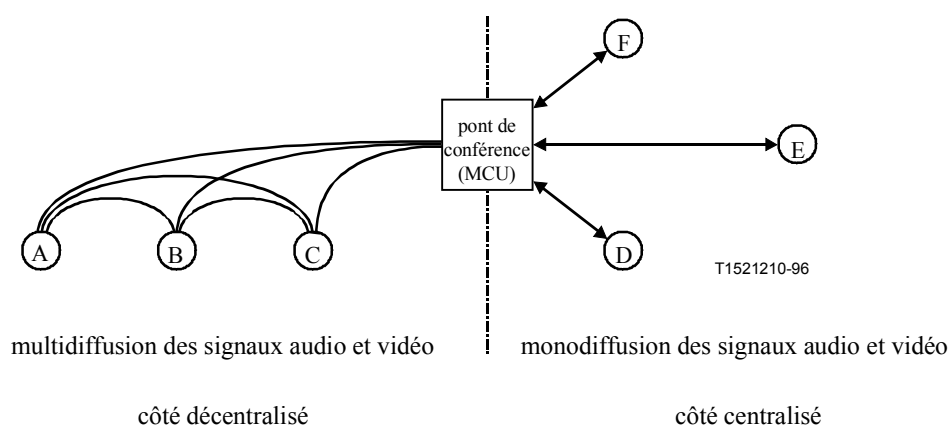 F
pont de
conférence
(MCU)
E
A
B
C
D
T1521210-96
multidiffusion des signaux audio et vidéo
monodiffusion des signaux audio et vidéo
côté décentralisé
côté centralisé